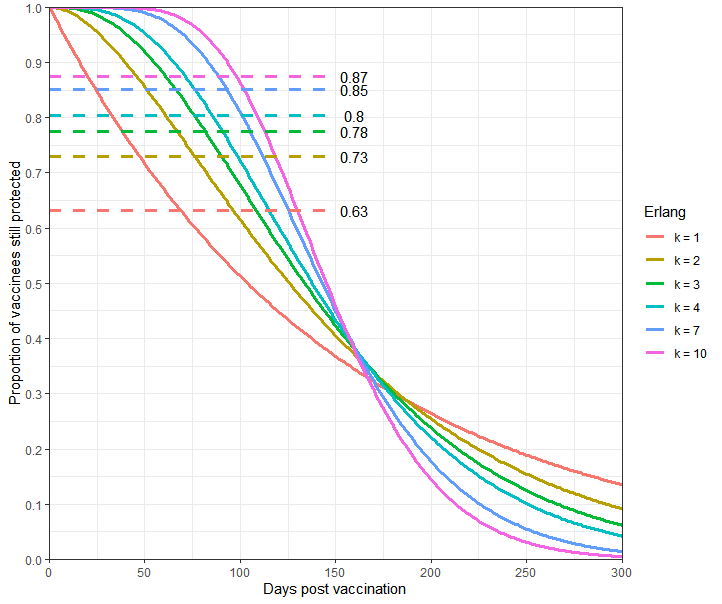 1.0
0.9
0.8
0.7
0.6
0.5
0.4
0.3
0.2
0.1
0.0
Proportion of vaccinees still protected
0.87
0.85
0.8
0.78
0.73
0.63
0
50
100
150
200
250
300
Days post vaccination
Erlang
k = 1
k = 2
k = 3
k = 4
k = 7
k = 10